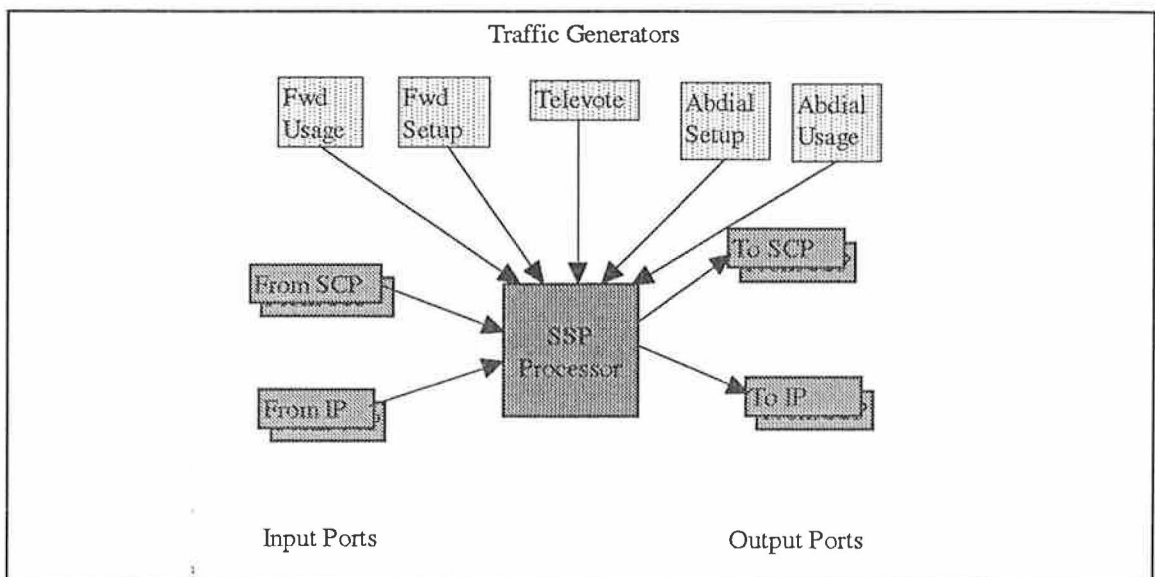 Traffic Generators
Fwd
Usage
Fwd
Setup
Televote
Abdial
Setup
Abdial
Usage
To SCP
From SCP
SSP
Processor
From IP
To IP
Input Ports
Output Ports